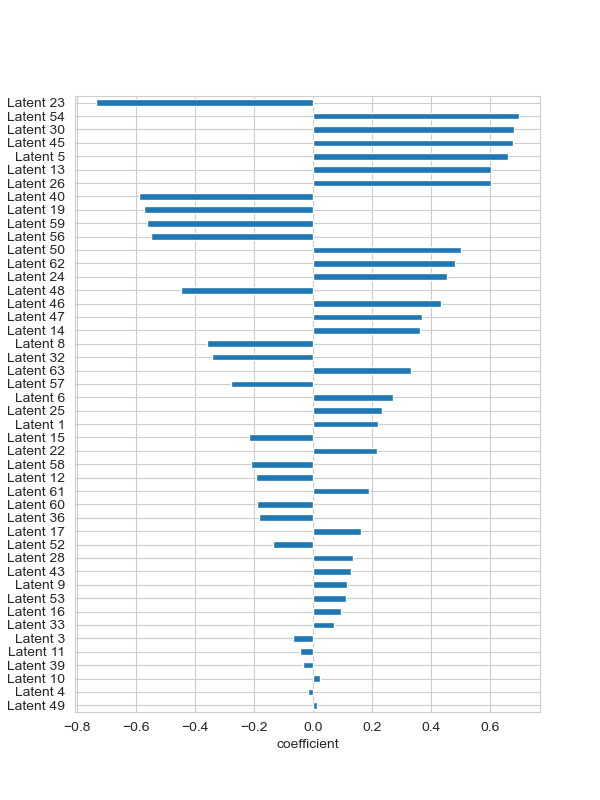 Latent 23
Latent 54
Latent 30
Latent 45
Latent 5
Latent 13
Latent 26
Latent 40
Latent 19
Latent 59
Latent 56
Latent 50
Latent 62
Latent 24
Latent 48
Latent 46
Latent 47
Latent 14
Latent 8
Latent 32
Latent 63
Latent 57
Latent 6
Latent 25
Latent 1
Latent 15
Latent 22
Latent 58
Latent 12
Latent 61
Latent 60
Latent 36
Latent 17
Latent 52
Latent 28
Latent 43
Latent 9
Latent 53
Latent 16
Latent 33
Latent 3
Latent 11
Latent 39
Latent 10
Latent 4
Latent 49
−0.8 −0.6 −0.4 −0.2 0.0 0.2 0.4 0.6
coefficient